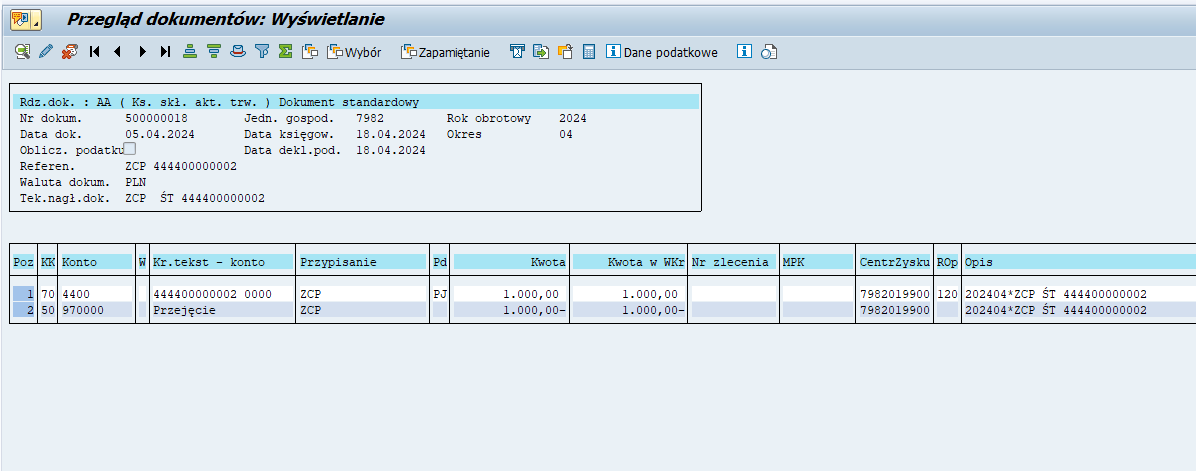 Przegląd dokumentów: Wyświetlanie
Wybór Zapamiętanie Dane podatkowe
Rdz.dok. : AA ( Ks. skł. akt. trw. ) Dokument standardowy
Nr dokum. 500000018 Jedn. gospod. 7982 Rok obrotowy 2024
Data dok. 05.04.2024 Data księgow. 18.04.2024 Okres 04
Oblicz. podatku Data dekl.pod. 18.04.2024
Referen. ZCP 444400000002
Waluta dokum. PLN
Tek.nagł.dok. ZCP ŚT 444400000002
Poz KK Konto W Kr.tekst - konto Przypisanie Pd Kwota Kwota w WKr Nr zlecenia MPK CentrZysku ROp Opis
1 70 4400 444400000002 0000 ZCP PJ 1.000,00 1.000,00 7982019900 120 202404*ZCP ŚT 444400000002
2 50 970000 Przejęcie ZCP 1.000,00- 1.000,00- 7982019900 202404*ZCP ŚT 444400000002